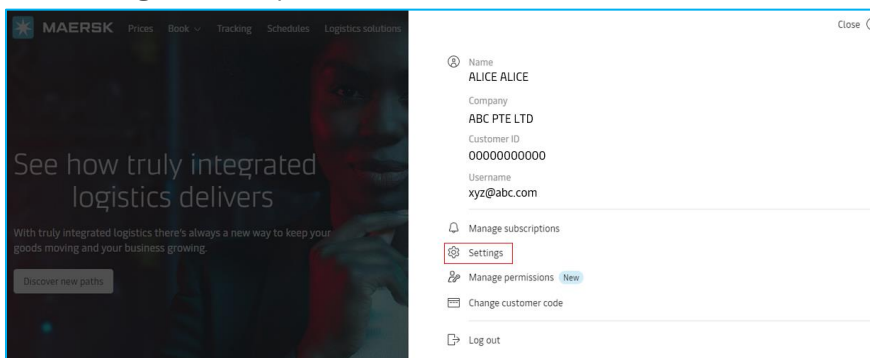 MAERSK Prices Book Tracking Schedules Logistics solutions
See how truly integrated
logistics delivers
With truly integrated logistics there's always a new way to keep your
goods moving and your business growing.
Discover new paths
Close
Name
ALICE ALICE
Company
ABC PTE LTD
Customer ID
00000000000
Username
xyz@abc.com
Manage subscriptions
Settings
Manage permissions New
Change customer code
Log out